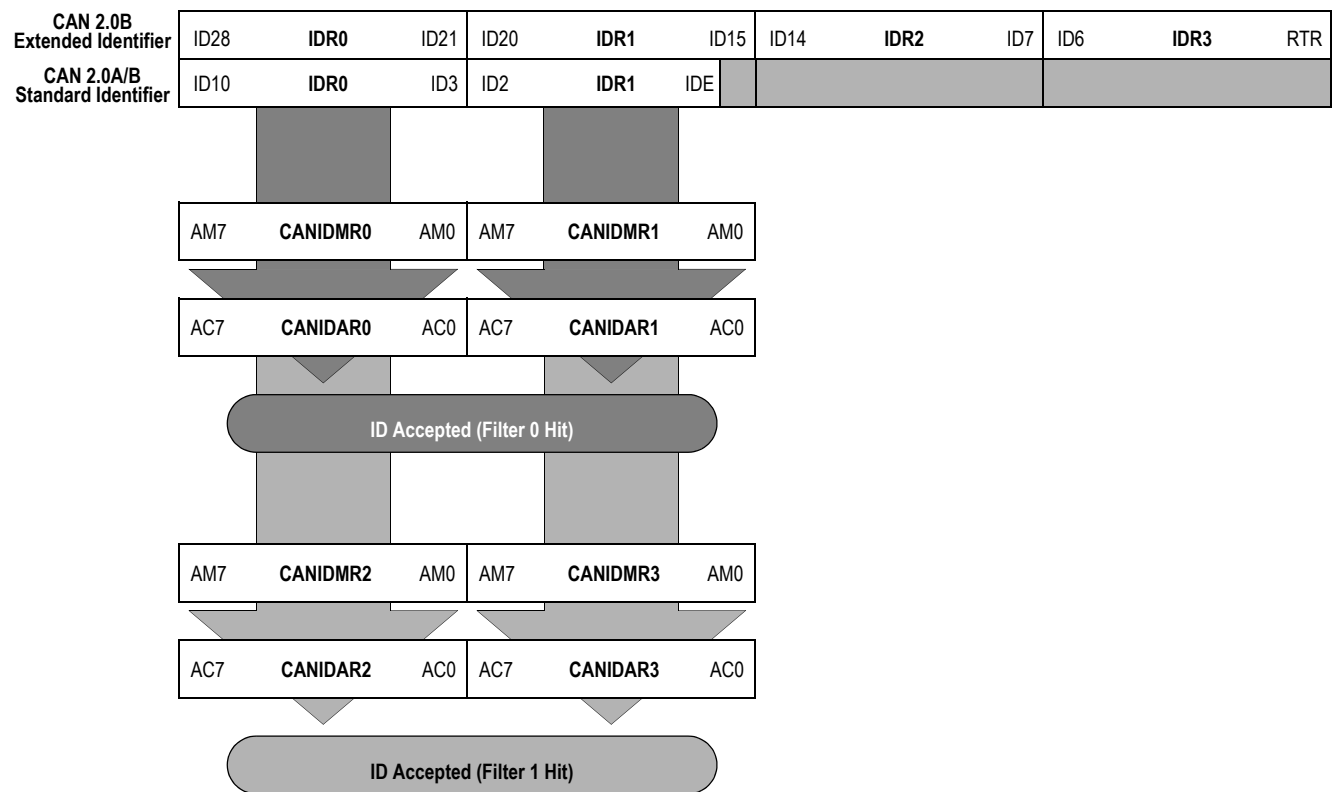 CAN 2.0B
Extended Identifier
ID28 IDR0 ID21 ID20 IDR1 ID15 ID14 IDR2 ID7 ID6 IDR3 RTR
CAN 2.0A/B
Standard Identifier
ID10 IDR0 ID3 ID2 IDR1 IDE
AM7 CANIDMR0 AM0 AM7 CANIDMR1 AM0
AC7 CANIDAR0 AC0 AC7 CANIDAR1 AC0
ID Accepted (Filter 0 Hit)
AM7 CANIDMR2 AM0 AM7 CANIDMR3 AM0
AC7 CANIDAR2 AC0 AC7 CANIDAR3 AC0
ID Accepted (Filter 1 Hit)